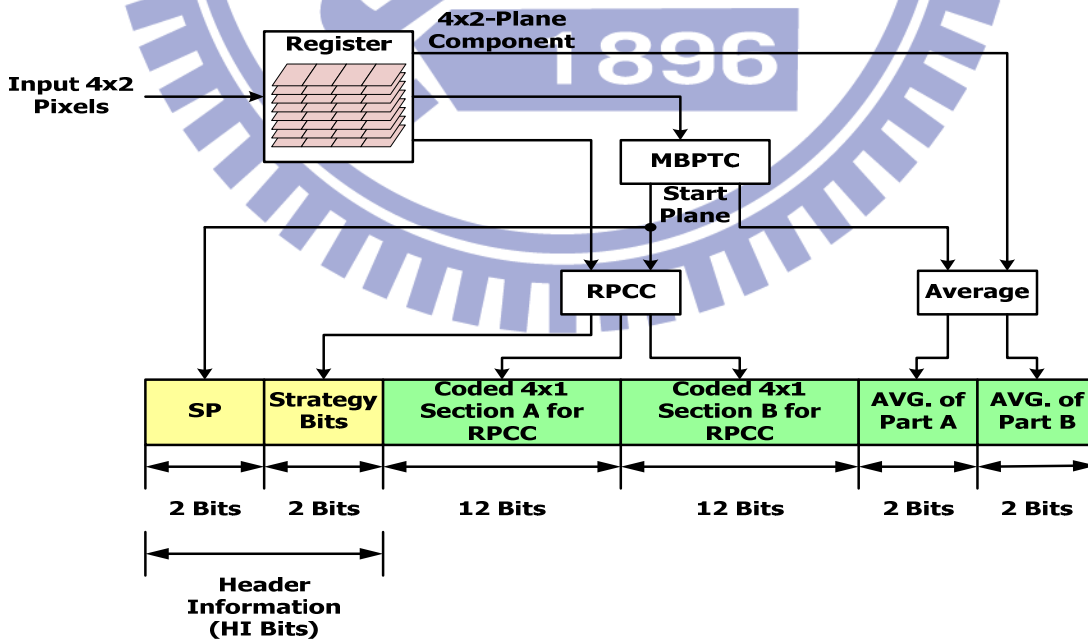 4x2-Plane
Component
Register
1896
Input 4x2
Pixels
MBPTC
Start
Plane
RPCC
Average
SP
Strategy
Bits
Coded 4x1
Section A for
RPCC
Coded 4x1
Section B for
RPCC
AVG. of
Part A
AVG. of
Part B
2 Bits
2 Bits
12 Bits
12 Bits
2 Bits
2 Bits
Header
Information
(HI Bits)